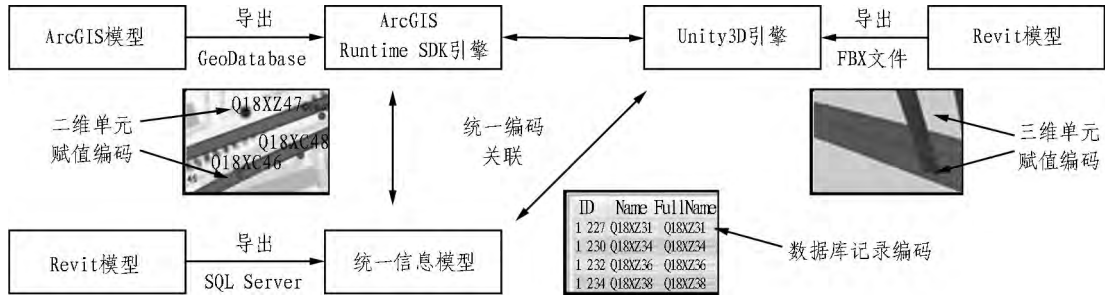 ArcGIS模型
导出
GeoDatabase
ArcGIS
Runtime SDK引擎
Unity3D引擎
导出
FBX文件
Revit模型
二维单元
赋值编码
Q18XZ47
Q18XC48
Q18XC46
统一编码
关联
三维单元
赋值编码
Revit模型
导出
SQL Server
统一信息模型
ID Name FullName
1 227 Q18XZ31 Q18XZ31
1 230 Q18XZ34 Q18XZ34
1 232 Q18XZ36 Q18XZ36
1 234 Q18XZ38 Q18XZ38
数据库记录编码